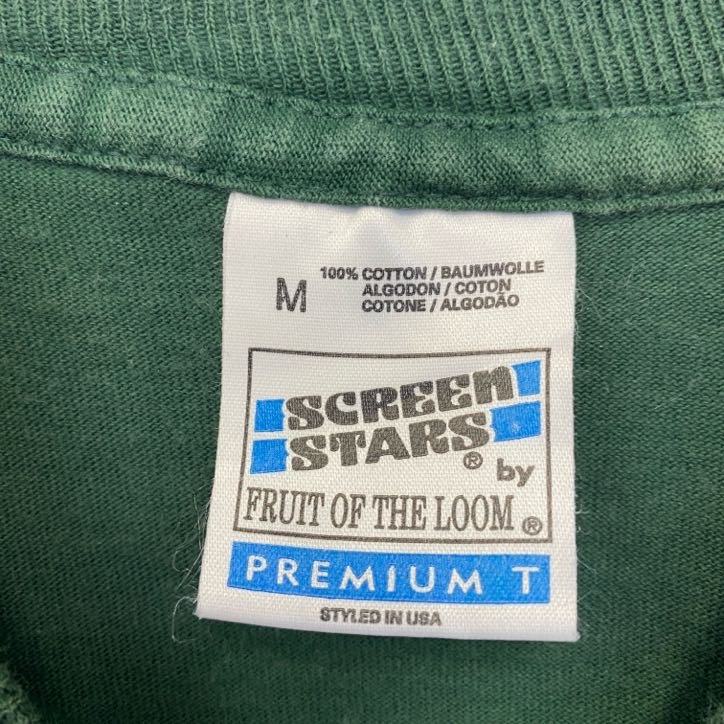 M
100% COTTON / BAUMWOLLE
ALGODON / COTON
COTONE / ALGODÃO
SCREEN
STARS® by
FRUIT OF THE LOOM®
PREMIUM T
STYLED IN USA